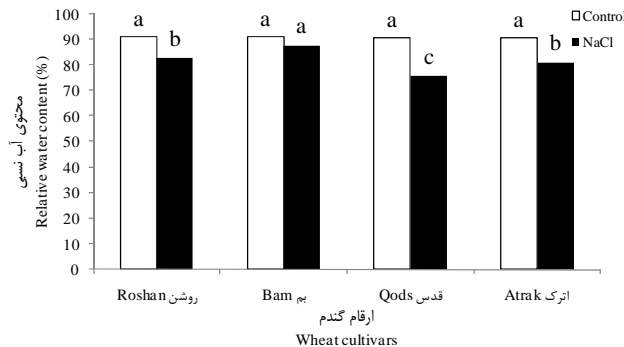 محتوی آب نسبی
Relative water content (%)
100
90
80
70
60
50
40
30
20
10
0
a b a a a c a b
Control
NaCl
Roshan روشن
Bam بم
Qods قدس
Atrak اترک
ارقام گندم
Wheat cultivars